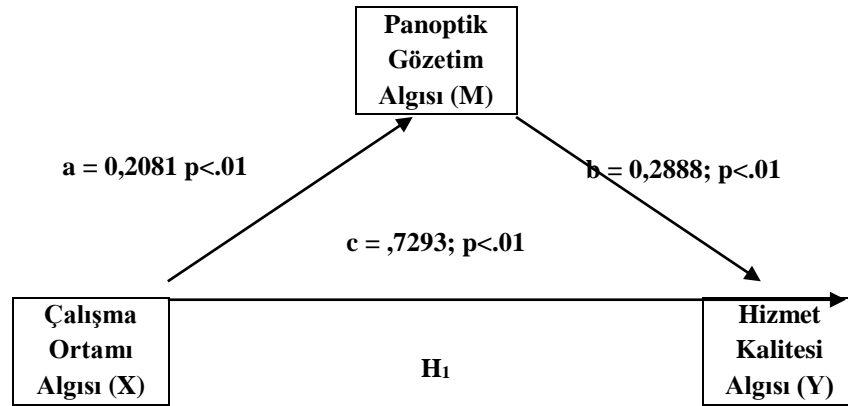 Panoptik
Gözetim
Algısı (M)
a = 0,2081 p<.01
b = 0,2888; p<.01
c = ,7293; p<.01
Çalışma
Ortamı
Algısı (X)
H₁
Hizmet
Kalitesi
Algısı (Y)